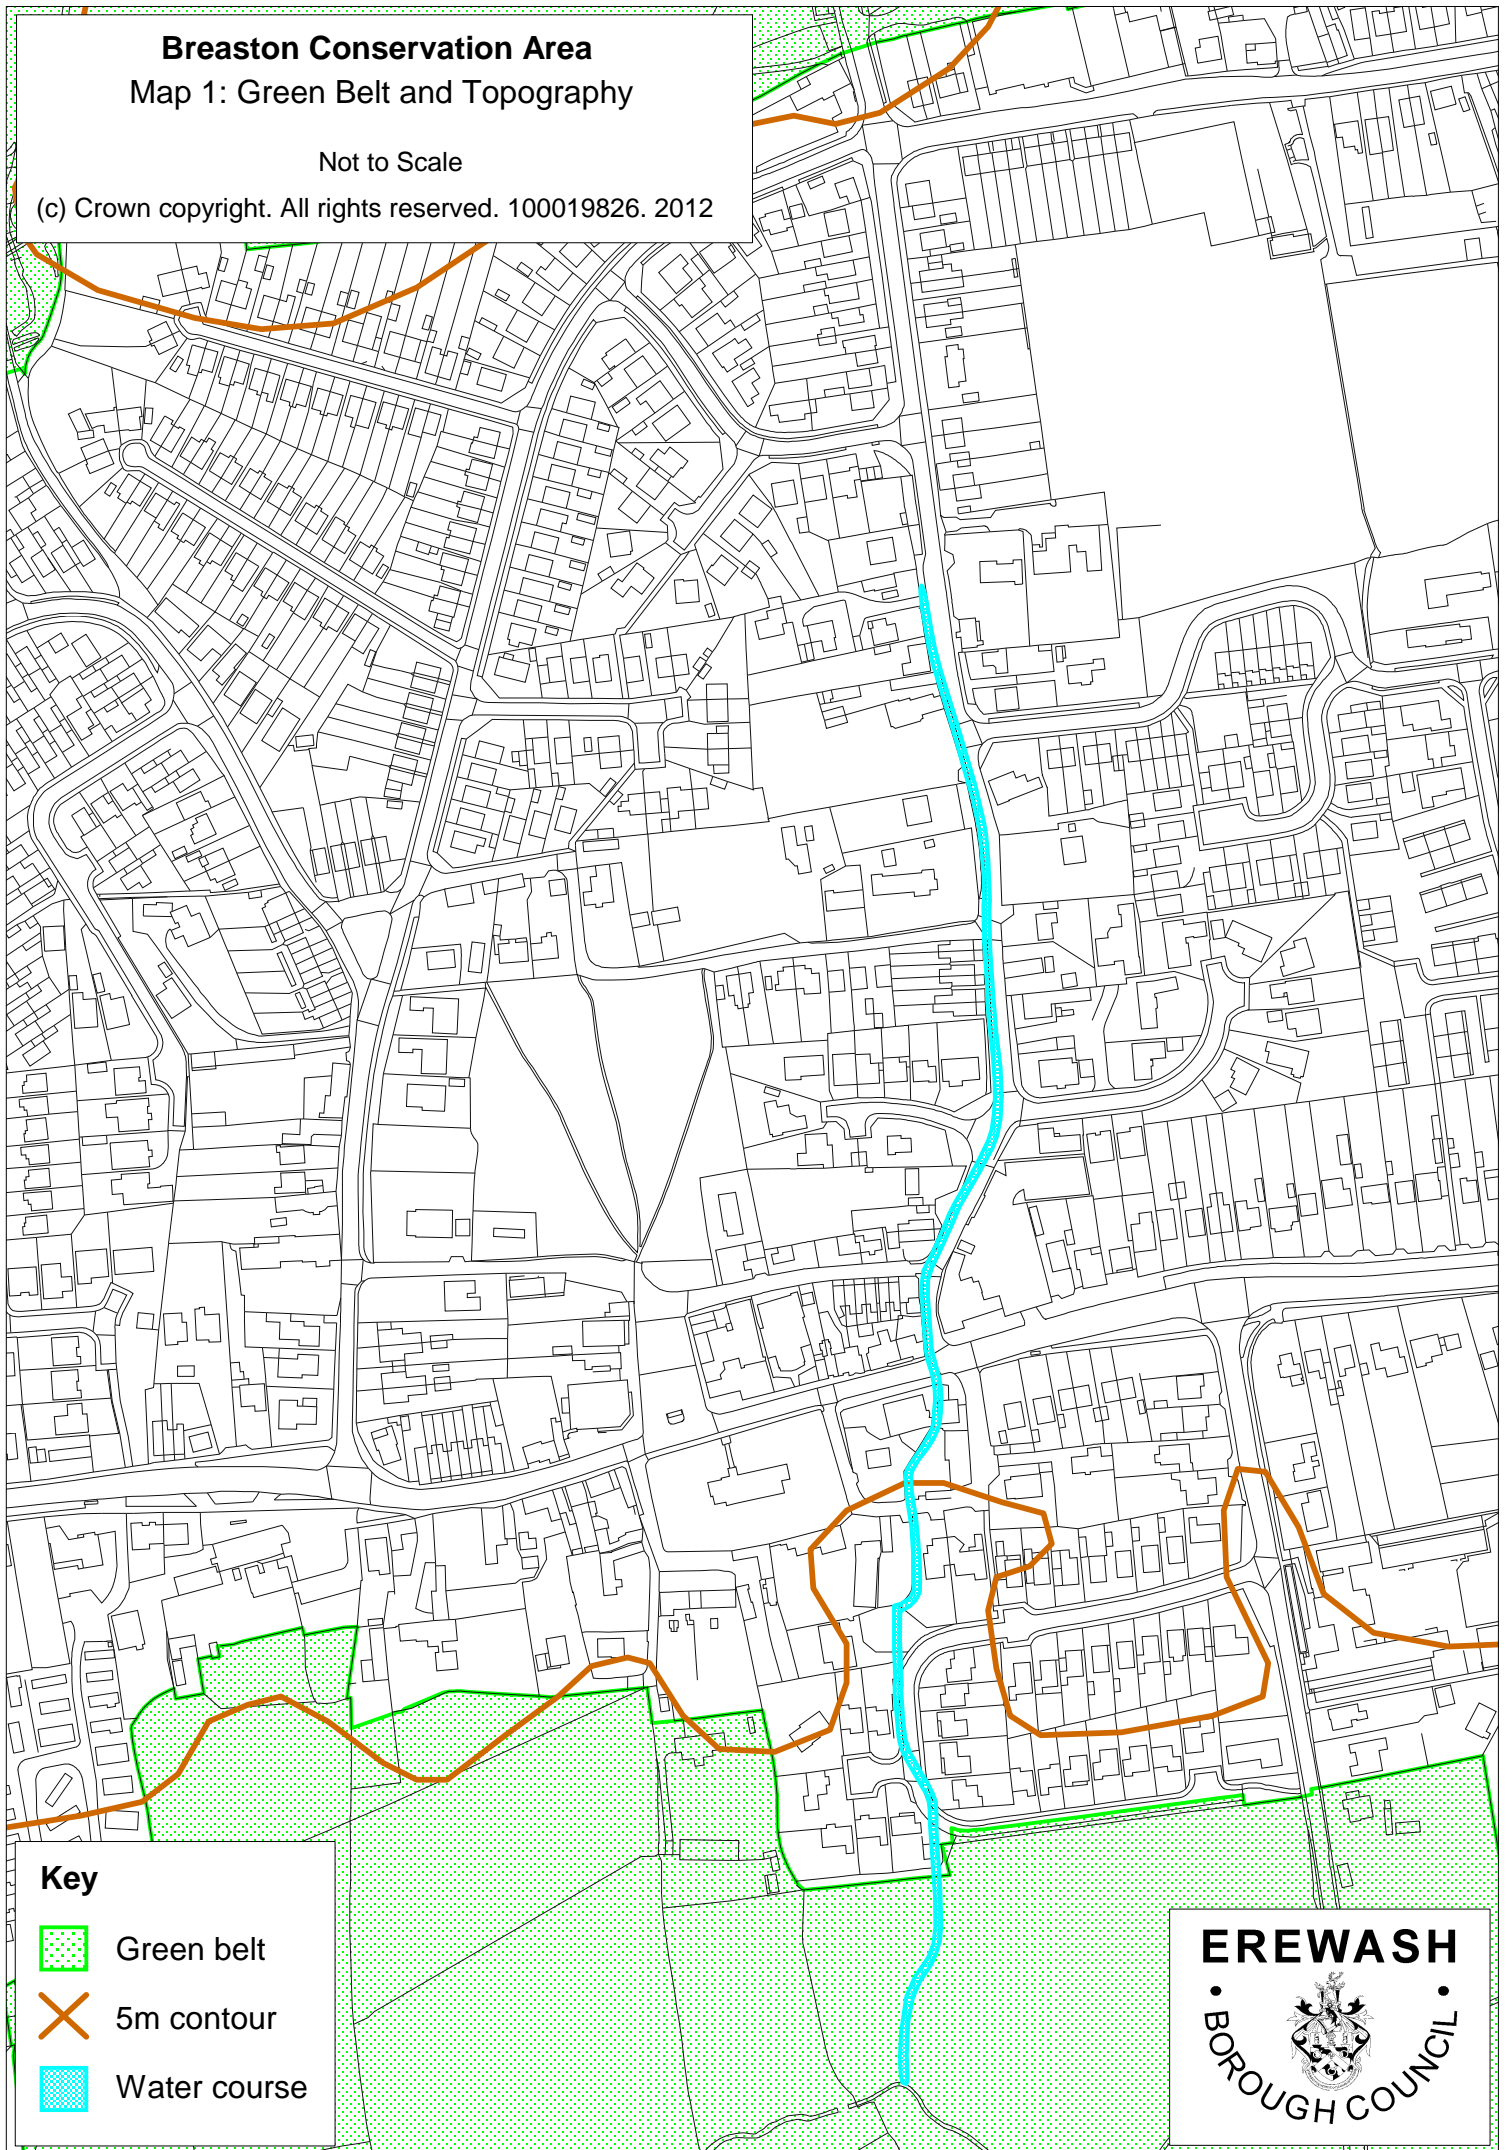 Breaston Conservation Area
Map 1: Green Belt and Topography
Not to Scale
(c) Crown copyright. All rights reserved. 100019826. 2012
Key
Green belt
5m contour
Water course
EREWASH
• BOROUGH COUNCIL •